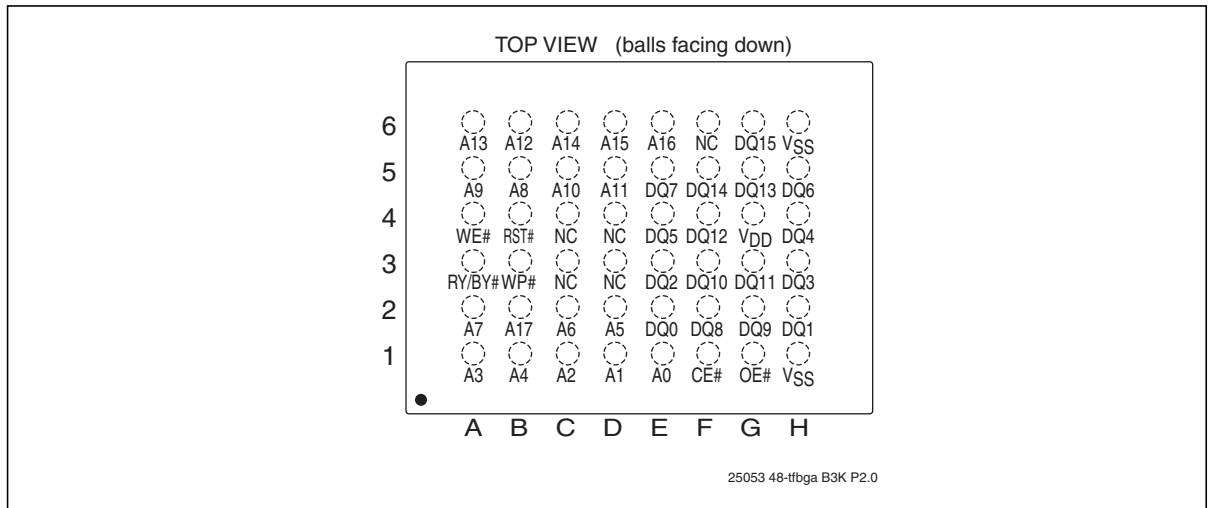 TOP VIEW (balls facing down)
6
A13 A12 A14 A15 A16 NC DQ15 VSS
5
A9 A8 A10 A11 DQ7 DQ14 DQ13 DQ6
4
WE# RST# NC NC DQ5 DQ12 VDD DQ4
3
RY/BY# WP# NC NC DQ2 DQ10 DQ11 DQ3
2
A7 A17 A6 A5 DQ0 DQ8 DQ9 DQ1
1
A3 A4 A2 A1 A0 CE# OE# VSS
A B C D E F G H
25053 48-tfbga B3K P2.0